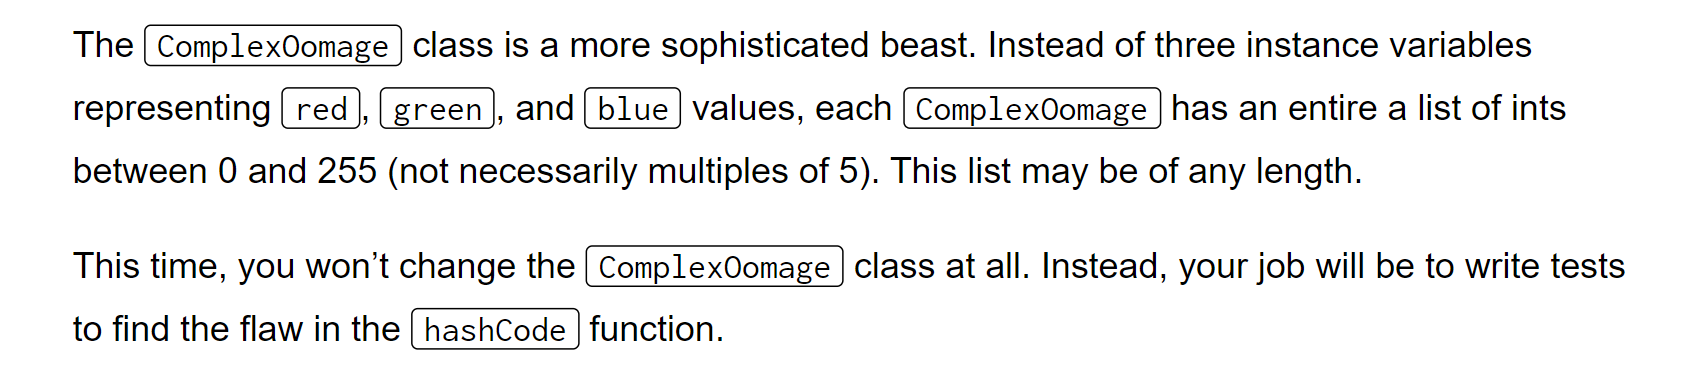 The ComplexOomage class is a more sophisticated beast. Instead of three instance variables
representing red, green, and blue values, each ComplexOomage has an entire a list of ints
between 0 and 255 (not necessarily multiples of 5). This list may be of any length.
This time, you won’t change the ComplexOomage class at all. Instead, your job will be to write tests
to find the flaw in the hashCode function.